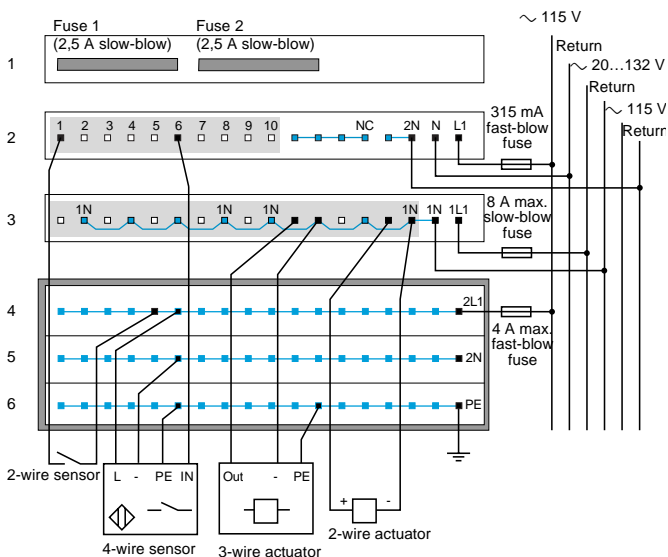 Fuse 1
(2,5 A slow-blow)
Fuse 2
(2,5 A slow-blow)
∼ 115 V
Return
∼ 20…132 V
Return
∼ 115 V
Return
1
2
1 2 3 4 5 6 7 8 9 10 NC 2N N L1
315 mA
fast-blow
fuse
3
1N 1N 1N 1N 1N 1L1
8 A max.
slow-blow
fuse
4
2L1
4 A max.
fast-blow
fuse
5
2N
6
PE
2-wire sensor
L - PE IN
4-wire sensor
Out - PE
3-wire actuator
+ -
2-wire actuator